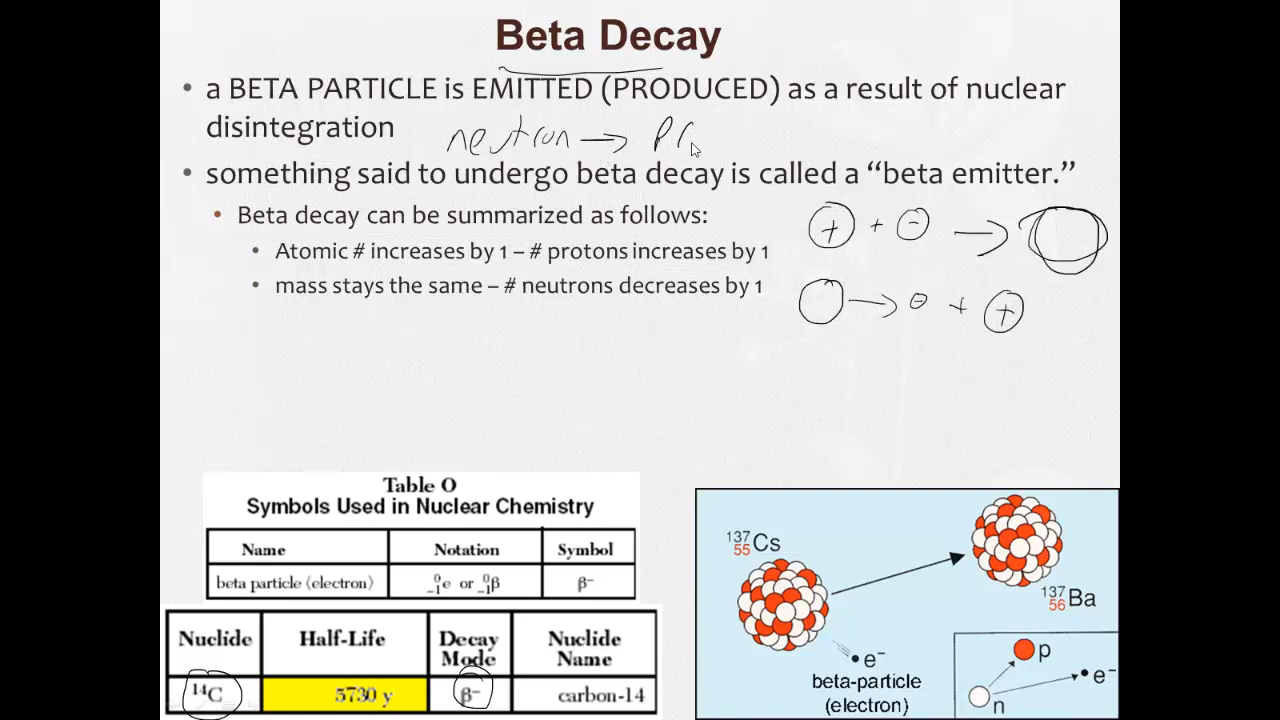 Beta Decay
• a BETA PARTICLE is EMITTED (PRODUCED) as a result of nuclear
disintegration
neutron → pr
• something said to undergo beta decay is called a “beta emitter.”
• Beta decay can be summarized as follows:
• Atomic # increases by 1 – # protons increases by 1
• mass stays the same – # neutrons decreases by 1
+ + - →
→ - + +
Table O
Symbols Used in Nuclear Chemistry
Name Notation Symbol
beta particle (electron) ⁰₋₁e or ⁰₋₁β β⁻
Nuclide Half-Life Decay Mode Nuclide Name
¹⁴C 5730 y β⁻ carbon-14
¹³⁷₅₅Cs
¹³⁷₅₆Ba
e⁻
beta-particle
(electron)
p
e⁻
n